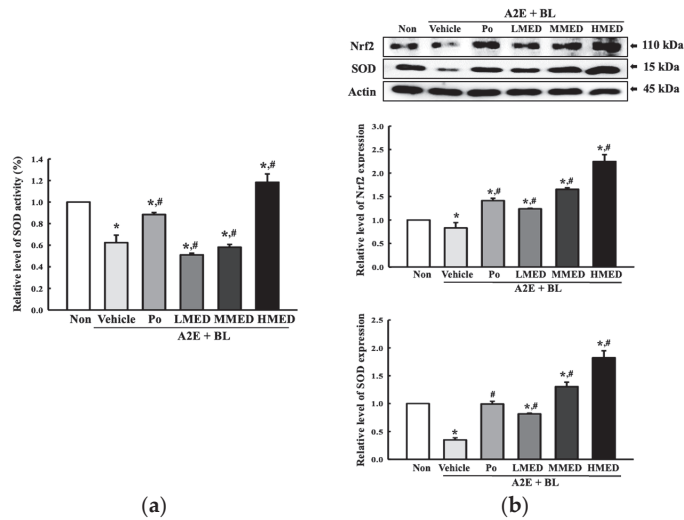 A2E + BL
Non Vehicle Po LMED MMED HMED
Nrf2 110 kDa
SOD 15 kDa
Actin 45 kDa
Relative level of SOD activity (%)
1.4
1.2
1.0
0.8
0.6
0.4
0.2
0.0
* *,# *,# *,# *,#
Non Vehicle Po LMED MMED HMED
A2E + BL
(a)
Relative level of Nrf2 expression
3.0
2.5
2.0
1.5
1.0
0.5
0.0
* *,# *,# *,# *,#
Non Vehicle Po LMED MMED HMED
A2E + BL
Relative level of SOD expression
2.5
2.0
1.5
1.0
0.5
0.0
* # *,# *,# *,#
Non Vehicle Po LMED MMED HMED
A2E + BL
(b)